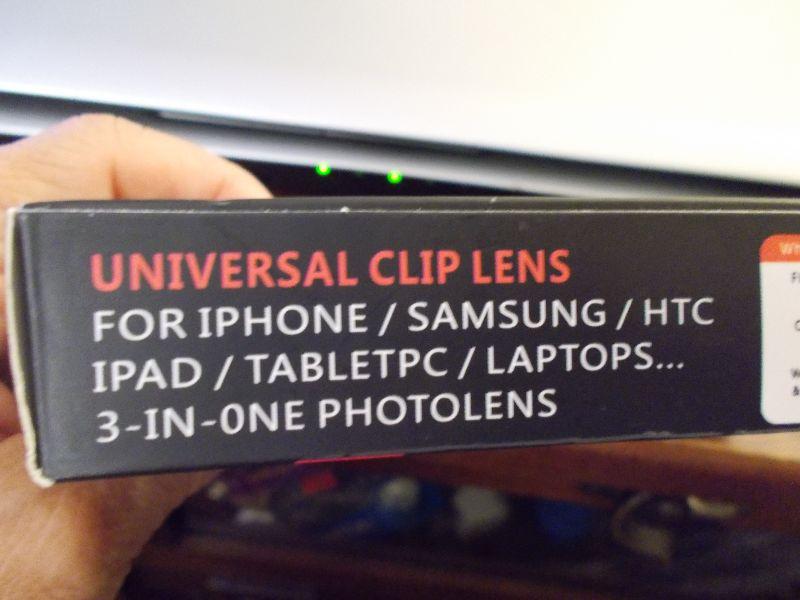 UNIVERSAL CLIP LENS
FOR IPHONE / SAMSUNG / HTC
IPAD / TABLETPC / LAPTOPS...
3-IN-0NE PHOTOLENS